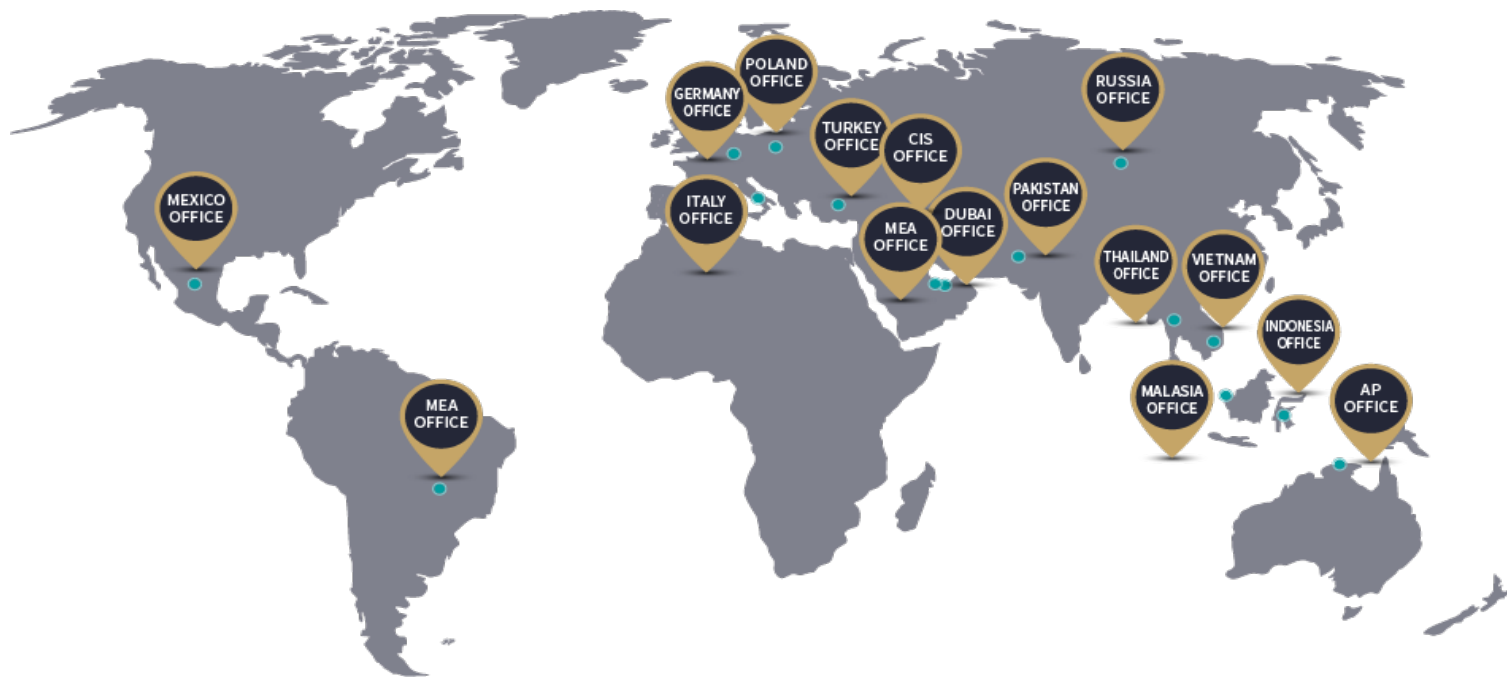 POLAND
OFFICE
GERMANY
OFFICE
RUSSIA
OFFICE
TURKEY
OFFICE
CIS
OFFICE
MEXICO
OFFICE
ITALY
OFFICE
PAKISTAN
OFFICE
DUBAI
OFFICE
MEA
OFFICE
THAILAND
OFFICE
VIETNAM
OFFICE
INDONESIA
OFFICE
MALASIA
OFFICE
AP
OFFICE
MEA
OFFICE